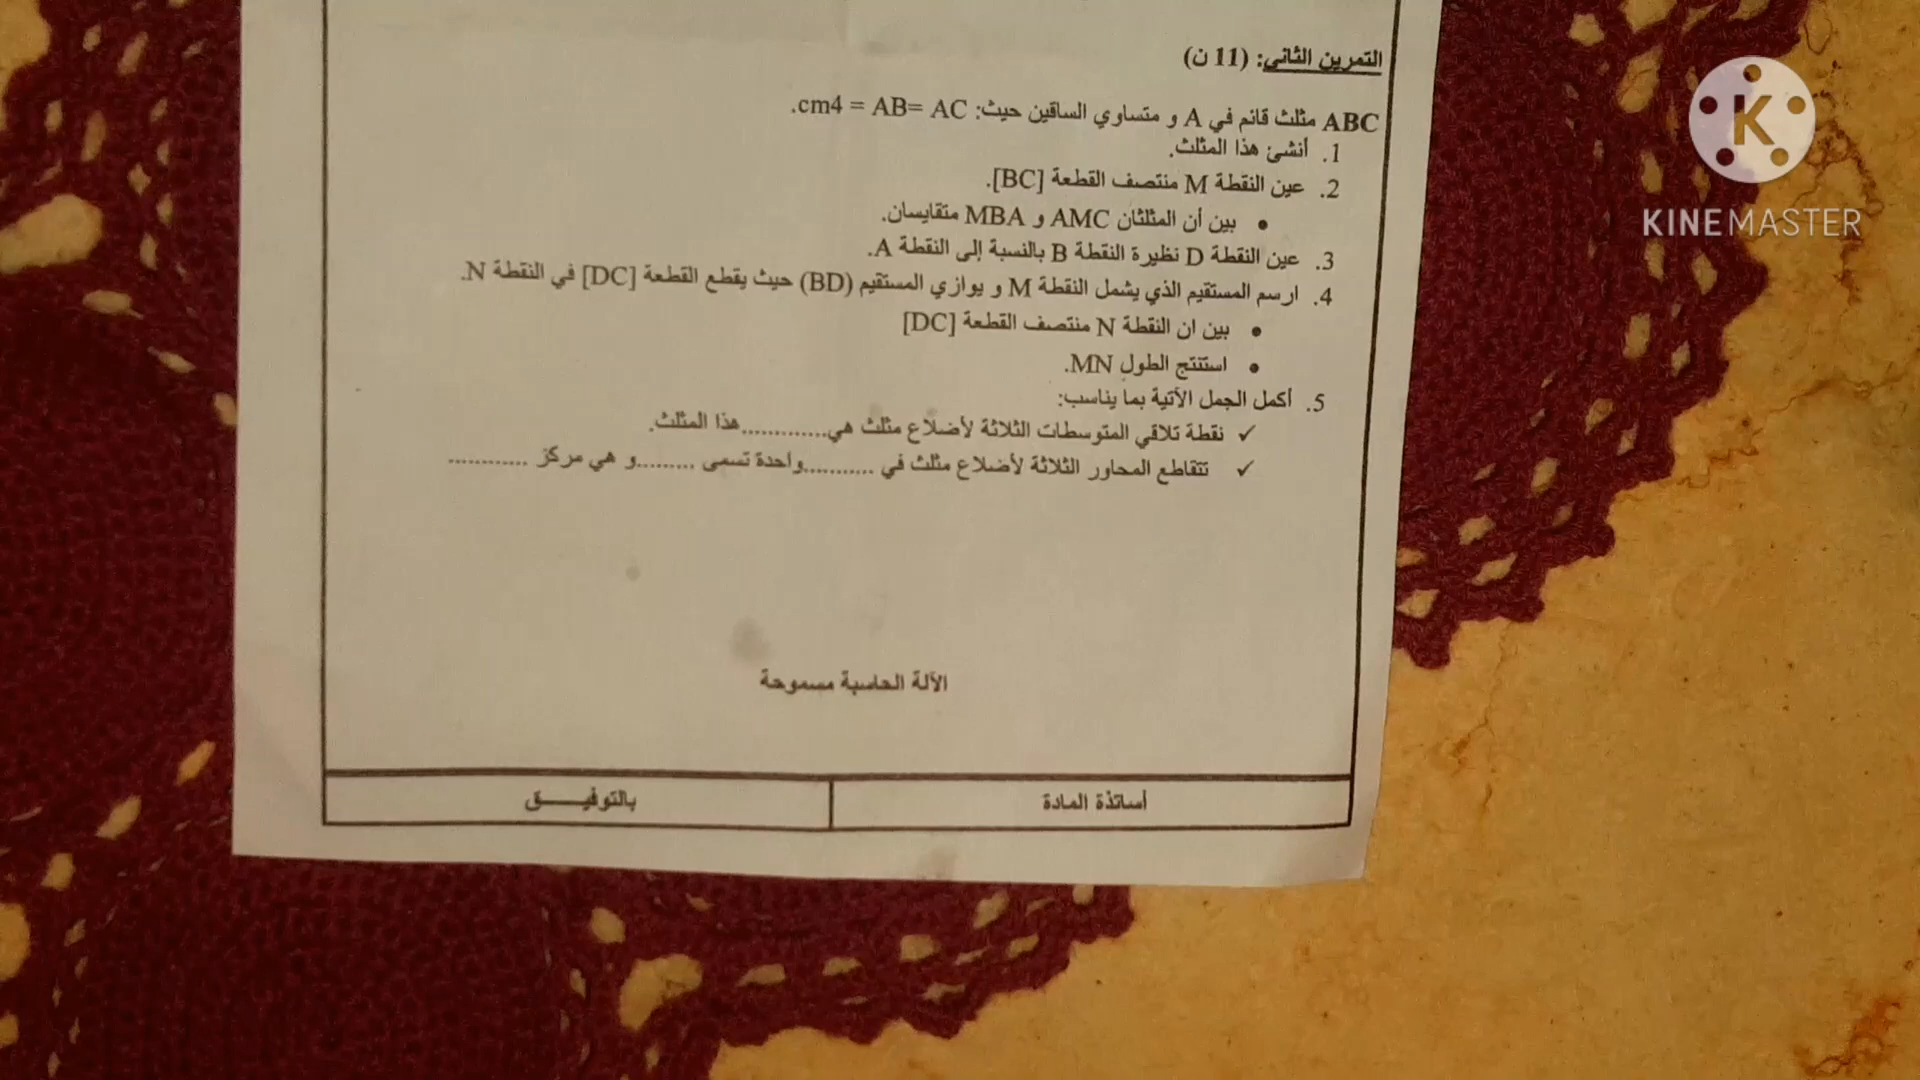 التمرين الثاني: (11 ن)
ABC مثلث قائم في A و متساوي الساقين حيث: cm4 = AB= AC.
1. أنشئ هذا المثلث.
2. عين النقطة M منتصف القطعة [BC].
• بين أن المثلثان AMC و MBA متقايسان.
3. عين النقطة D نظيرة النقطة B بالنسبة إلى النقطة A.
4. ارسم المستقيم الذي يشمل النقطة M و يوازي المستقيم (BD) حيث يقطع القطعة [DC] في النقطة N.
• بين ان النقطة N منتصف القطعة [DC]
• استنتج الطول MN.
5. أكمل الجمل الآتية بما يناسب:
✓ نقطة تلاقي المتوسطات الثلاثة لأضلاع مثلث هي.............هذا المثلث.
✓ تتقاطع المحاور الثلاثة لأضلاع مثلث في ...........واحدة تسمى .........و هي مركز ............
الآلة الحاسبة مسموحة
أساتذة المادة
بالتوفيـــــق
K
KINEMASTER